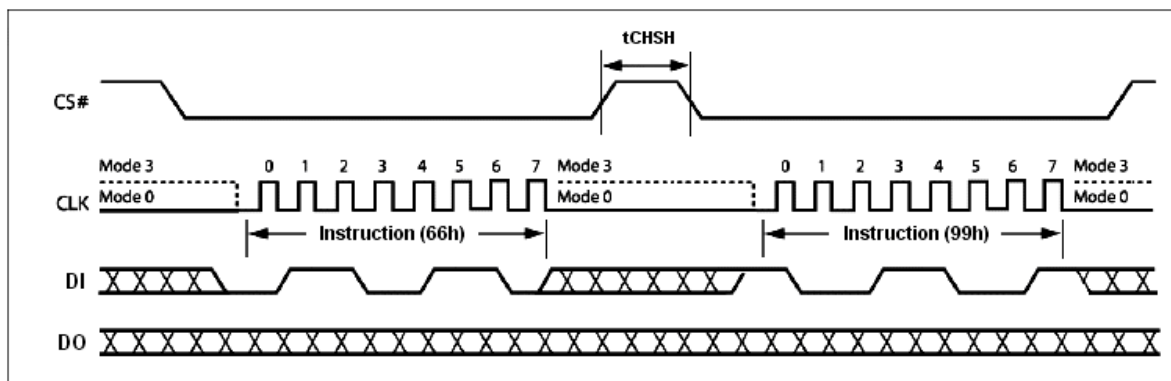 tCHSH
CS#
Mode 3 0 1 2 3 4 5 6 7 Mode 3 0 1 2 3 4 5 6 7 Mode 3
CLK Mode 0 Mode 0 Mode 0
Instruction (66h) Instruction (99h)
DI
DO